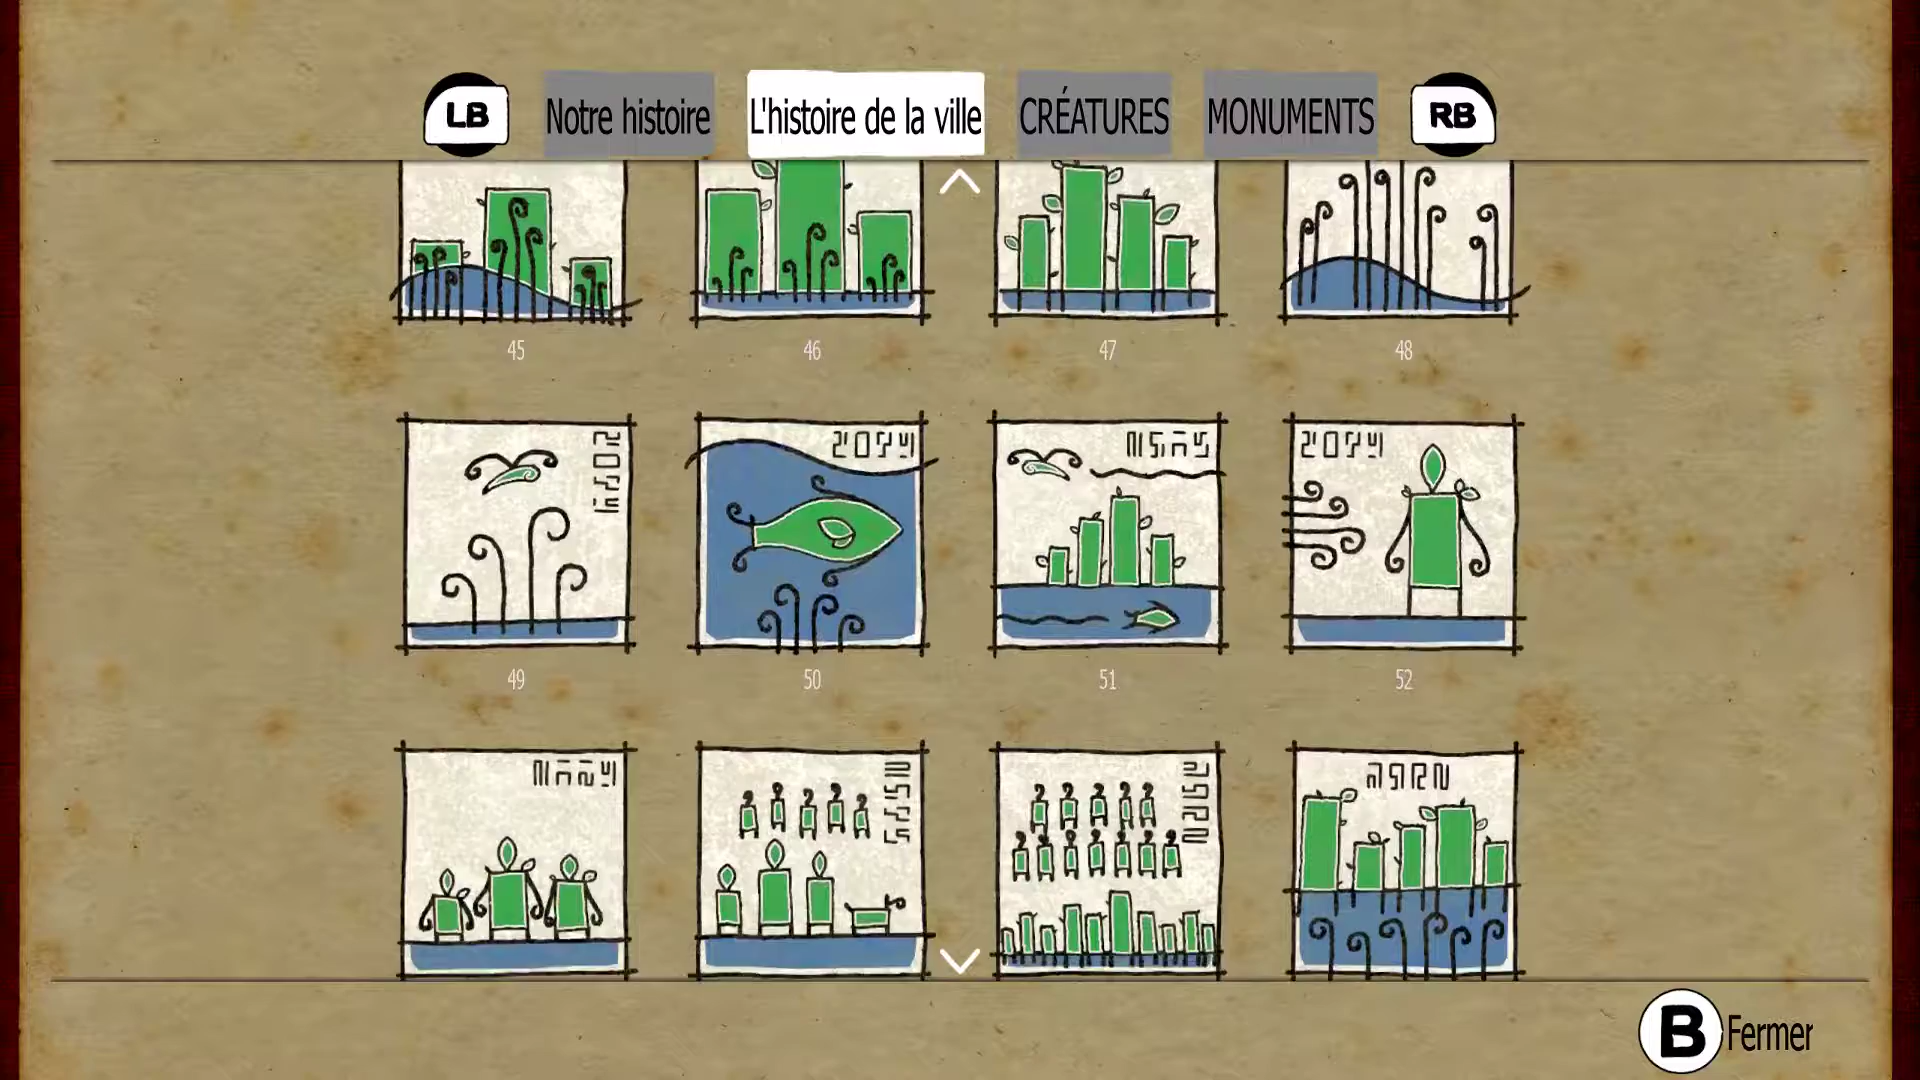 LB Notre histoire L'histoire de la ville CRÉATURES MONUMENTS RB
45 46 47 48
49 50 51 52
B Fermer